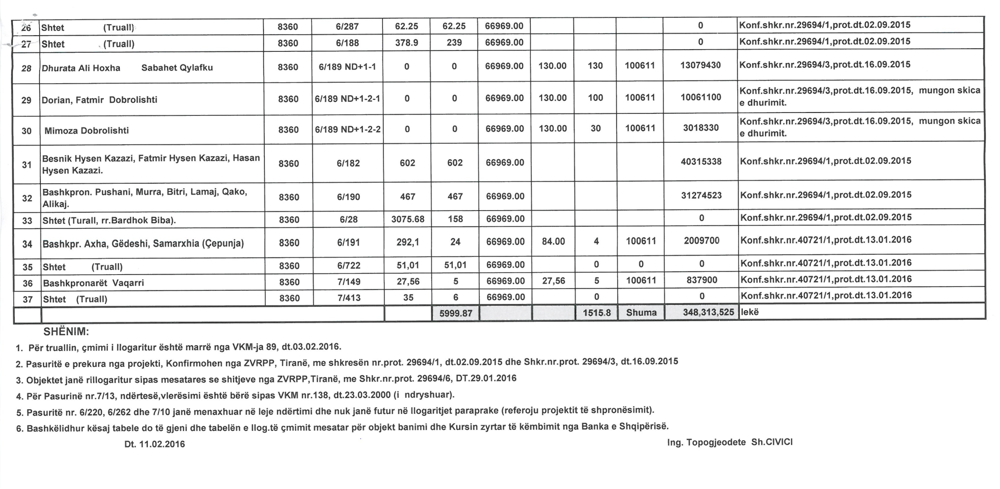 26 Shtet (Truall) 8360 6/287 62.25 62.25 66969.00 0 Konf.shkr.nr.29694/1,prot.dt.02.09.2015
27 Shtet (Truall) 8360 6/188 378.9 239 66969.00 0 Konf.shkr.nr.29694/1,prot.dt.02.09.2015
28 Dhurata Ali Hoxha Sabahet Qylafku 8360 6/189 ND+1-1 0 0 66969.00 130.00 130 100611 13079430 Konf.shkr.nr.29694/3,prot.dt.16.09.2015
29 Dorian, Fatmir Dobrolishti 8360 6/189 ND+1-2-1 0 0 66969.00 130.00 100 100611 10061100 Konf.shkr.nr.29694/3,prot.dt.16.09.2015, mungon skica
e dhurimit.
30 Mimoza Dobrolishti 8360 6/189 ND+1-2-2 0 0 66969.00 130.00 30 100611 3018330 Konf.shkr.nr.29694/3,prot.dt.16.09.2015, mungon skica
e dhurimit.
31 Besnik Hysen Kazazi, Fatmir Hysen Kazazi, Hasan
Hysen Kazazi. 8360 6/182 602 602 66969.00 40315338 Konf.shkr.nr.29694/1,prot.dt.02.09.2015
32 Bashkpron. Pushani, Murra, Bitri, Lamaj, Qako,
Alikaj. 8360 6/190 467 467 66969.00 31274523 Konf.shkr.nr.29694/1,prot.dt.02.09.2015
33 Shtet (Turall, rr.Bardhok Biba). 8360 6/28 3075.68 158 66969.00 0 Konf.shkr.nr.29694/1,prot.dt.02.09.2015
34 Bashkpr. Axha, Gëdeshi, Samarxhia (Çepunja) 8360 6/191 292,1 24 66969.00 84.00 4 100611 2009700 Konf.shkr.nr.40721/1,prot.dt.13.01.2016
35 Shtet (Truall) 8360 6/722 51,01 51,01 66969.00 0 0 0 Konf.shkr.nr.40721/1,prot.dt.13.01.2016
36 Bashkpronarët Vaqarri 8360 7/149 27,56 5 66969.00 27,56 5 100611 837900 Konf.shkr.nr.40721/1,prot.dt.13.01.2016
37 Shtet (Truall) 8360 7/413 35 6 66969.00 0 0 Konf.shkr.nr.40721/1,prot.dt.13.01.2016
5999.87 1515.8 Shuma 348,313,525 lekë
SHËNIM:
1. Për truallin, çmimi i llogaritur është marrë nga VKM-ja 89, dt.03.02.2016.
2. Pasuritë e prekura nga projekti, Konfirmohen nga ZVRPP, Tiranë, me shkresën nr.prot. 29694/1, dt.02.09.2015 dhe Shkr.nr.prot. 29694/3, dt.16.09.2015
3. Objektet janë rillogaritur sipas mesatares se shitjeve nga ZVRPP,Tiranë, me Shkr.nr.prot. 29694/6, DT.29.01.2016
4. Për Pasurinë nr.7/13, ndërtesë,vlerësimi është bërë sipas VKM nr.138, dt.23.03.2000 (i ndryshuar).
5. Pasuritë nr. 6/220, 6/262 dhe 7/10 janë menaxhuar në leje ndërtimi dhe nuk janë futur në llogaritjet paraprake (referoju projektit të shpronësimit).
6. Bashkëlidhur kësaj tabele do të gjeni dhe tabelën e llog.të çmimit mesatar për objekt banimi dhe Kursin zyrtar të këmbimit nga Banka e Shqipërisë.
Dt. 11.02.2016 Ing. Topogjeodete Sh.CIVICI